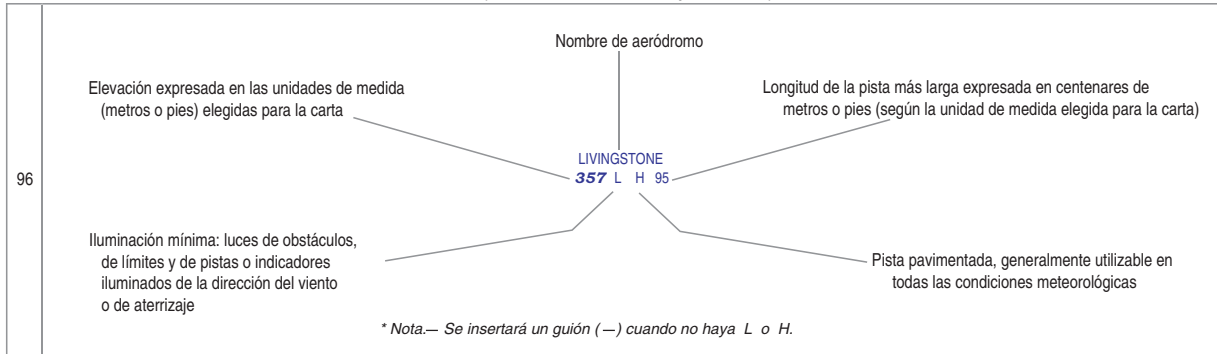 Nombre de aeródromo
Elevación expresada en las unidades de medida
(metros o pies) elegidas para la carta
Longitud de la pista más larga expresada en centenares de
metros o pies (según la unidad de medida elegida para la carta)
LIVINGSTONE
357 L H 95
96
Iluminación mínima: luces de obstáculos,
de límites y de pistas o indicadores
iluminados de la dirección del viento
o de aterrizaje
Pista pavimentada, generalmente utilizable en
todas las condiciones meteorológicas
* Nota.— Se insertará un guión (—) cuando no haya L o H.